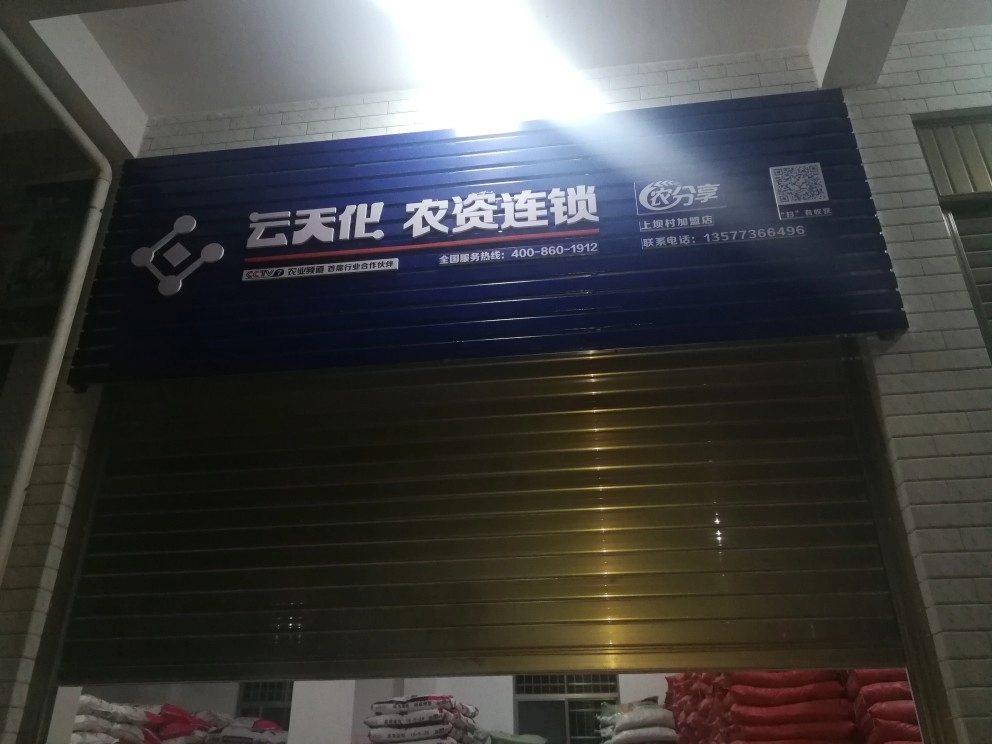 云天化 农资连锁
CCTV7 农业频道 首席行业合作伙伴
全国服务热线：400-860-1912
农分享
上坝村加盟店
联系电话：13577366496